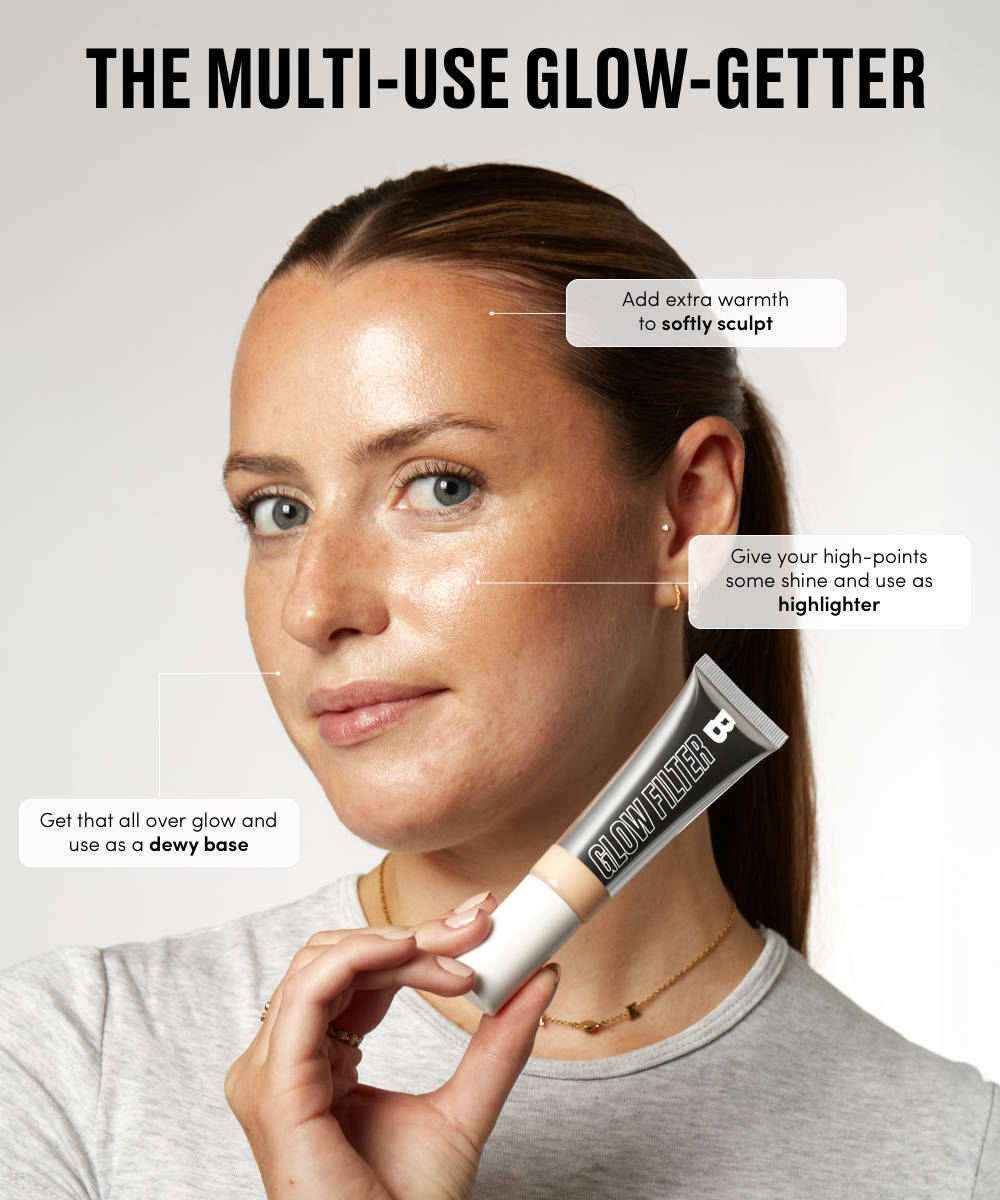 THE MULTI-USE GLOW-GETTER
Add extra warmth
to softly sculpt
Give your high-points
some shine and use as
highlighter
Get that all over glow and
use as a dewy base
B
GLOW FILTER